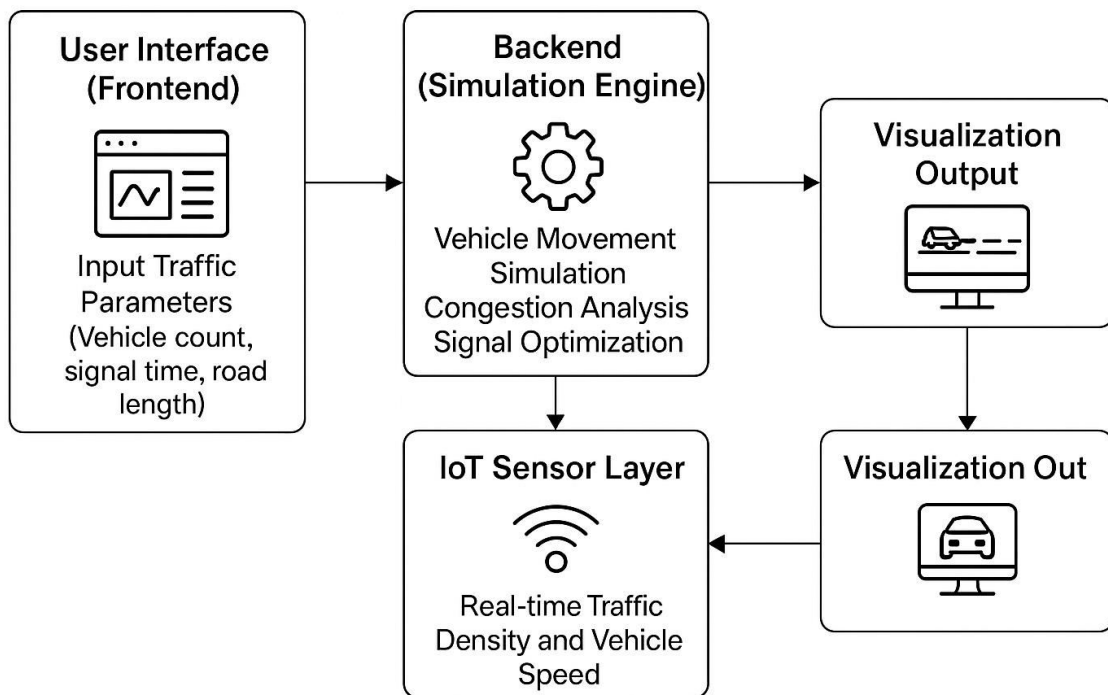 User Interface
(Frontend)
Input Traffic
Parameters
(Vehicle count,
signal time, road
length)
Backend
(Simulation Engine)
Vehicle Movement
Simulation
Congestion Analysis
Signal Optimization
Visualization
Output
IoT Sensor Layer
Real-time Traffic
Density and Vehicle
Speed
Visualization Out